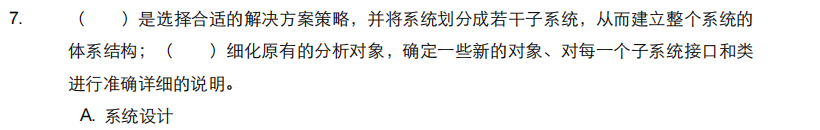 7. （　　）是选择合适的解决方案策略，并将系统划分成若干子系统，从而建立整个系统的
体系结构；（　　）细化原有的分析对象，确定一些新的对象、对每一个子系统接口和类
进行准确详细的说明。
A. 系统设计